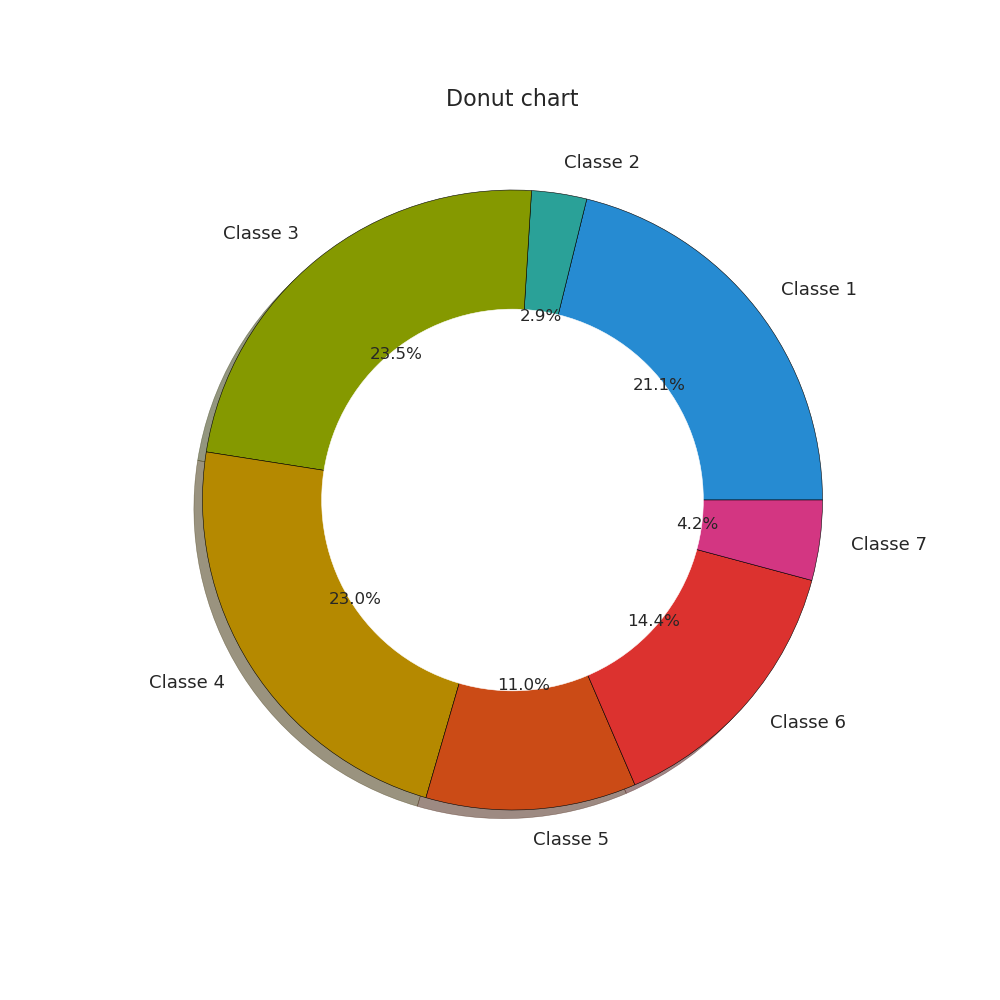 Donut chart
Classe 2
Classe 3
Classe 1
2.9%
23.5%
21.1%
4.2%
Classe 7
23.0%
14.4%
Classe 4
11.0%
Classe 6
Classe 5